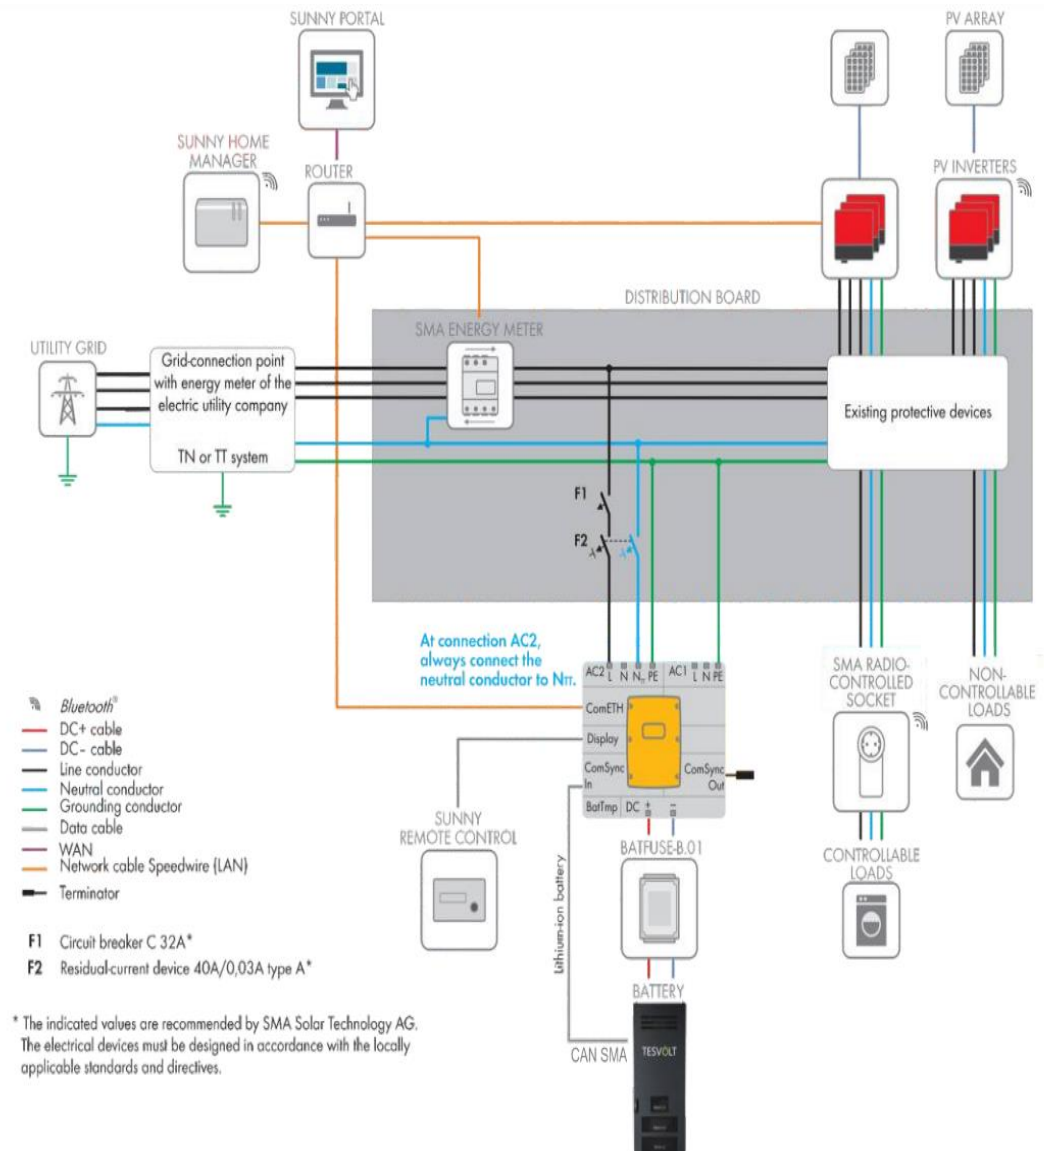 SUNNY PORTAL
PV ARRAY
SUNNY HOME
MANAGER
ROUTER
PV INVERTERS
DISTRIBUTION BOARD
SMA ENERGY METER
UTILITY GRID
Grid-connection point
with energy meter of the
electric utility company
TN or TT system
Existing protective devices
F1
F2
At connection AC2,
always connect the
neutral conductor to NTT.
AC2 L N NTT PE AC1 L N PE
ComETH
Display
ComSync
In
ComSync
Out
BatTmp DC + −
SMA RADIO-
CONTROLLED
SOCKET
NON-
CONTROLLABLE
LOADS
CONTROLLABLE
LOADS
SUNNY
REMOTE CONTROL
BATFUSE-B.01
Lithium-ion battery
BATTERY
CAN SMA
TESVOLT
Bluetooth®
DC+ cable
DC− cable
Line conductor
Neutral conductor
Grounding conductor
Data cable
WAN
Network cable Speedwire (LAN)
Terminator
F1 Circuit breaker C 32A*
F2 Residual-current device 40A/0,03A type A*
* The indicated values are recommended by SMA Solar Technology AG.
The electrical devices must be designed in accordance with the locally
applicable standards and directives.